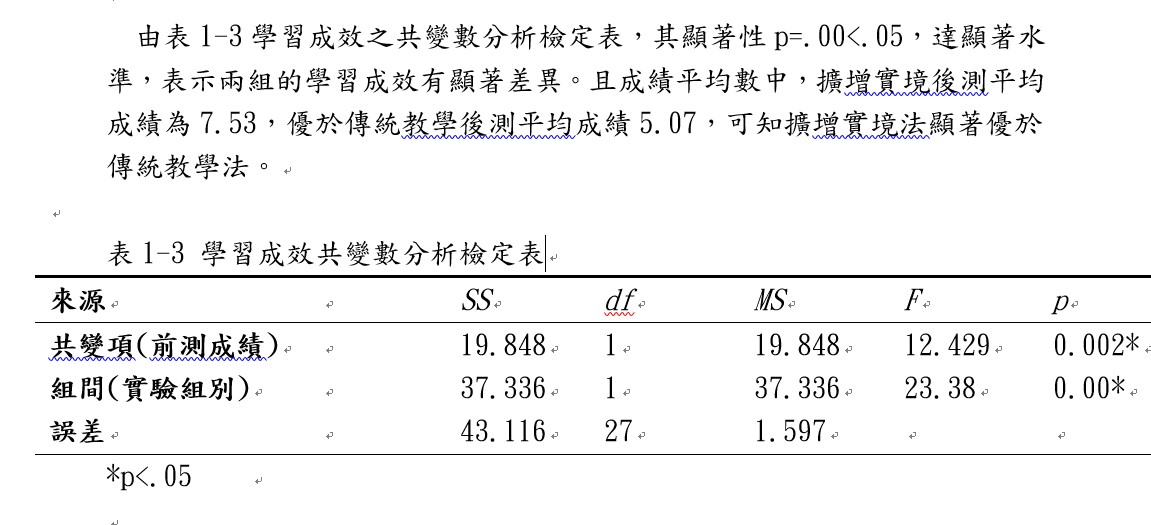 由表 1-3 學習成效之共變數分析檢定表，其顯著性 p=.00<.05，達顯著水
準，表示兩組的學習成效有顯著差異。且成績平均數中，擴增實境後測平均
成績為 7.53，優於傳統教學後測平均成績 5.07，可知擴增實境法顯著優於
傳統教學法。
表 1-3 學習成效共變數分析檢定表
來源 SS df MS F p
共變項(前測成績) 19.848 1 19.848 12.429 0.002*
組間(實驗組別) 37.336 1 37.336 23.38 0.00*
誤差 43.116 27 1.597
*p<.05